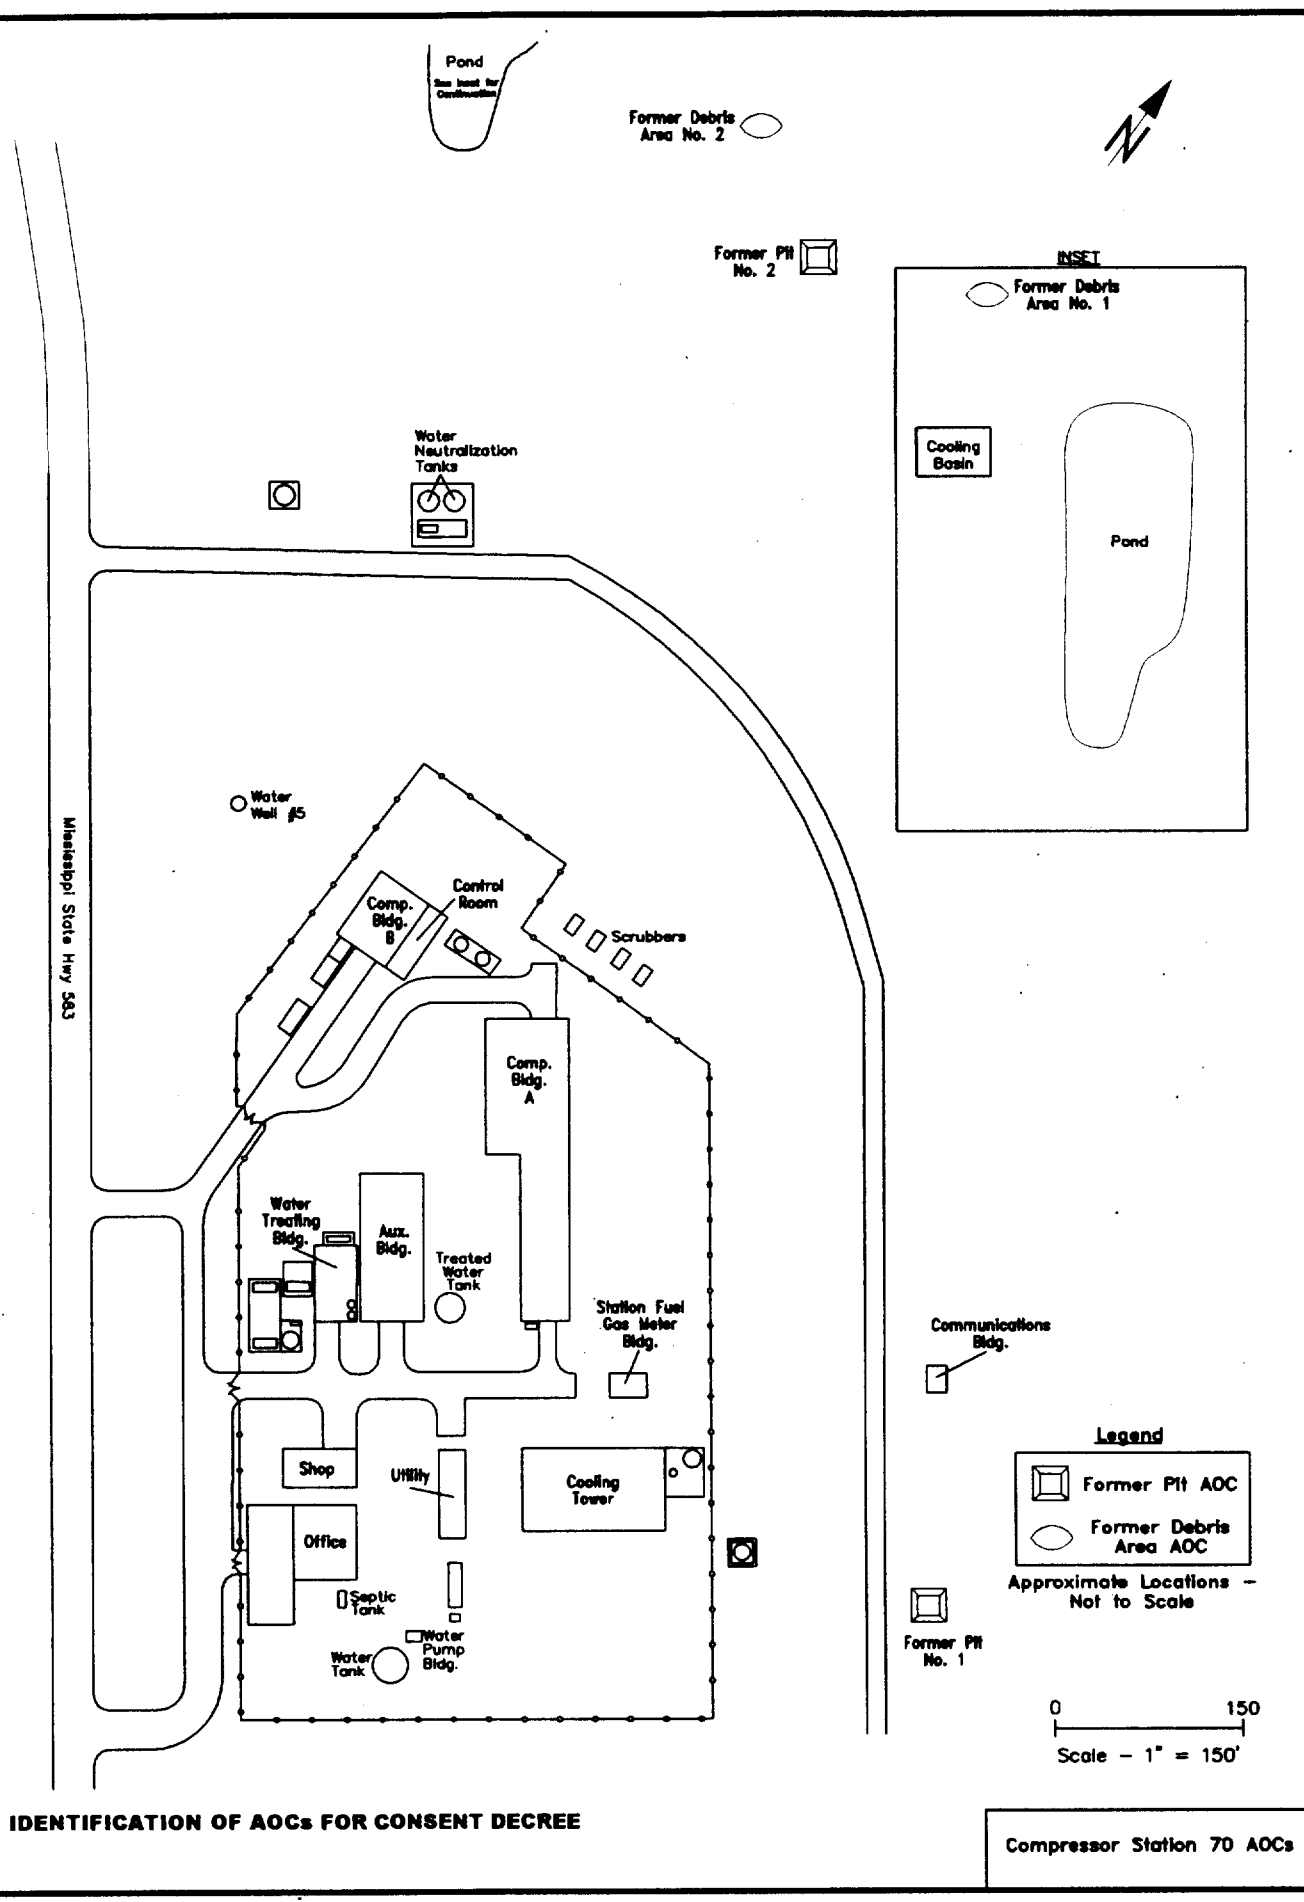 Pond
See Inset for
Continuation
Former Debris
Area No. 2
N
Former Pit
No. 2
INSET
Former Debris
Area No. 1
Cooling
Basin
Pond
Water
Neutralization
Tanks
Water
Well #5
Mississippi State Hwy 583
Control
Room
Comp.
Bldg.
B
Scrubbers
Comp.
Bldg.
A
Water
Treating
Bldg.
Aux.
Bldg.
Treated
Water
Tank
Station Fuel
Gas Meter
Bldg.
Communications
Bldg.
Shop
Utility
Cooling
Tower
Office
Septic
Tank
Water
Pump
Bldg.
Water
Tank
Legend
Former Pit AOC
Former Debris
Area AOC
Approximate Locations –
Not to Scale
Former Pit
No. 1
0 150
Scale – 1" = 150'
IDENTIFICATION OF AOCs FOR CONSENT DECREE
Compressor Station 70 AOCs